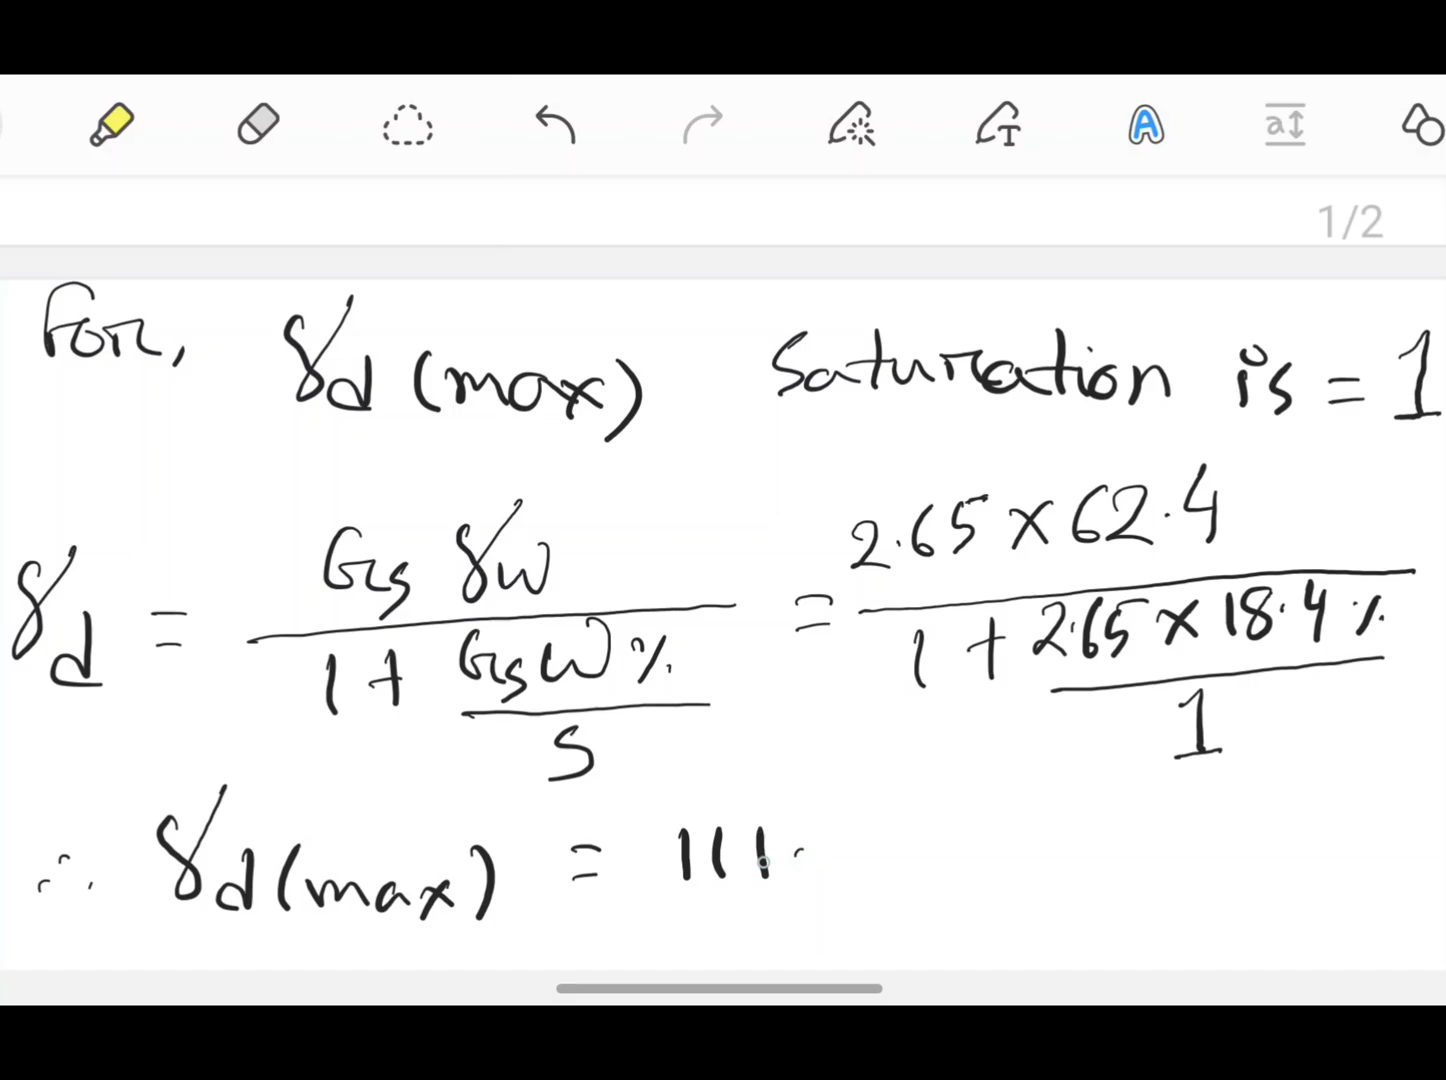 1/2
For, γd (max) Saturation is = 1
γd = Gs γw / (1 + Gs w % / S) = 2.65 × 62.4 / (1 + 2.65 × 18.4 % / 1)
∴ γd (max) = 111.